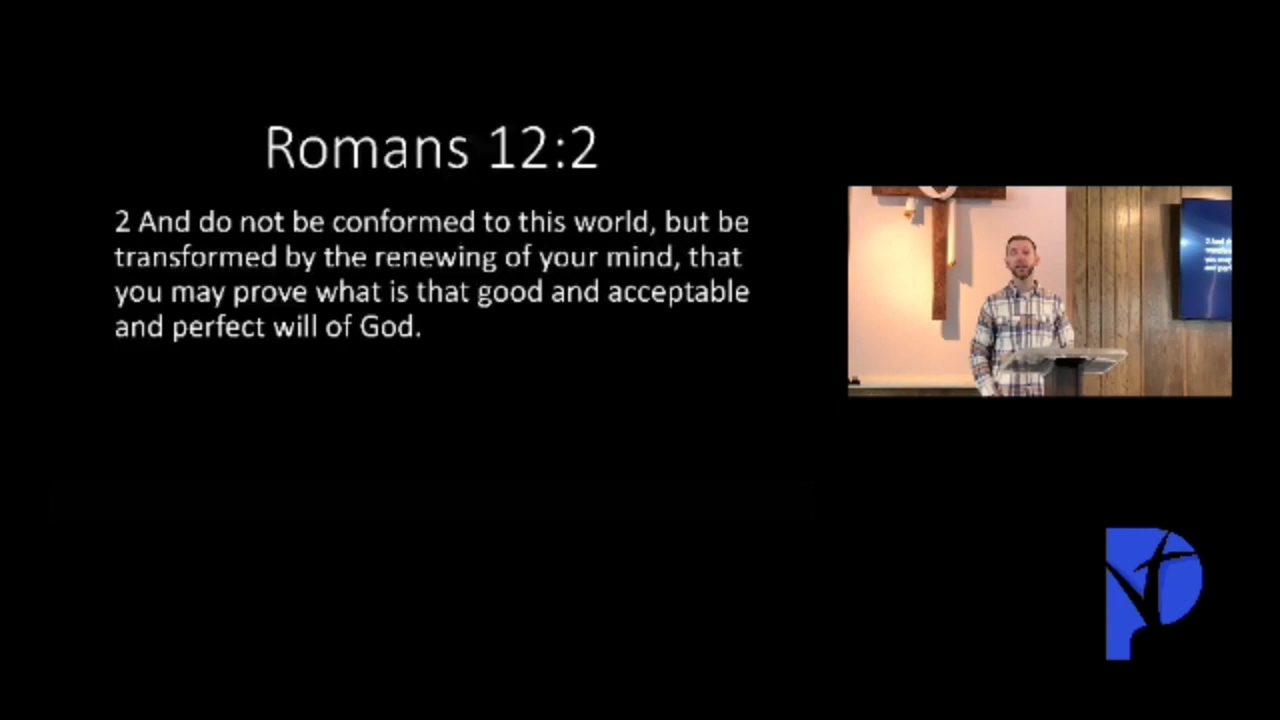 Romans 12:2
2 And do not be conformed to this world, but be
transformed by the renewing of your mind, that
you may prove what is that good and acceptable
and perfect will of God.